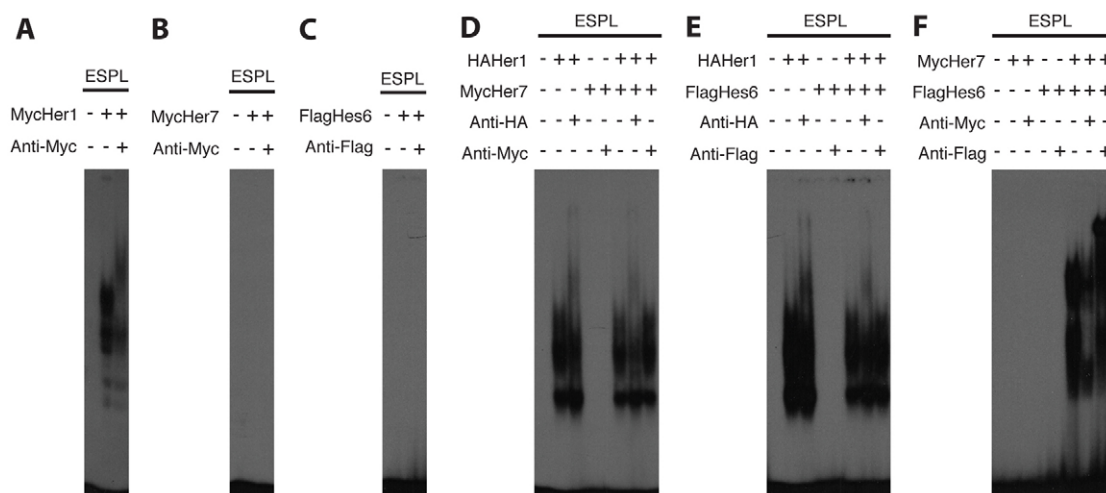 A
ESPL
MycHer1 - + +
Anti-Myc - - +
B
ESPL
MycHer7 - + +
Anti-Myc - - +
C
ESPL
FlagHes6 - + +
Anti-Flag - - +
D
ESPL
HAHer1 - + + - - + + +
MycHer7 - - - + + + + +
Anti-HA - - + - - - + -
Anti-Myc - - - - + - - +
E
ESPL
HAHer1 - + + - - + + +
FlagHes6 - - - + + + + +
Anti-HA - - + - - - + -
Anti-Flag - - - - + - - +
F
ESPL
MycHer7 - + + - - + + +
FlagHes6 - - - + + + + +
Anti-Myc - - + - - - + -
Anti-Flag - - - - + - - +